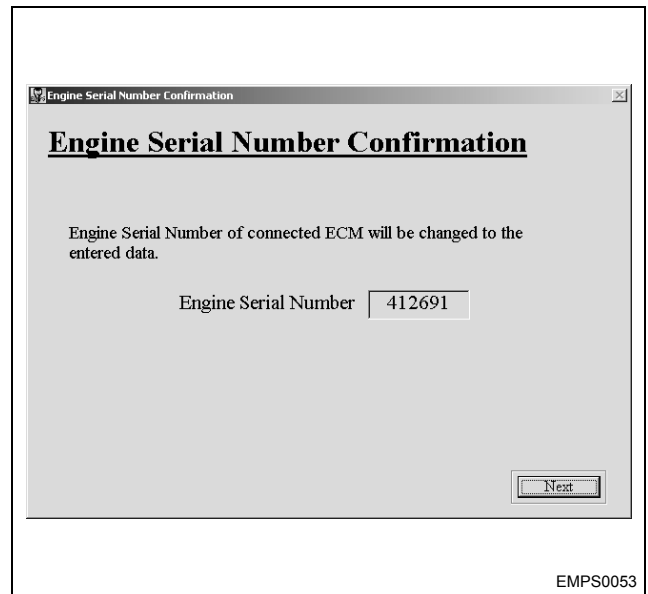 Engine Serial Number Confirmation
Engine Serial Number Confirmation
Engine Serial Number of connected ECM will be changed to the
entered data.
Engine Serial Number 412691
Next
EMPS0053